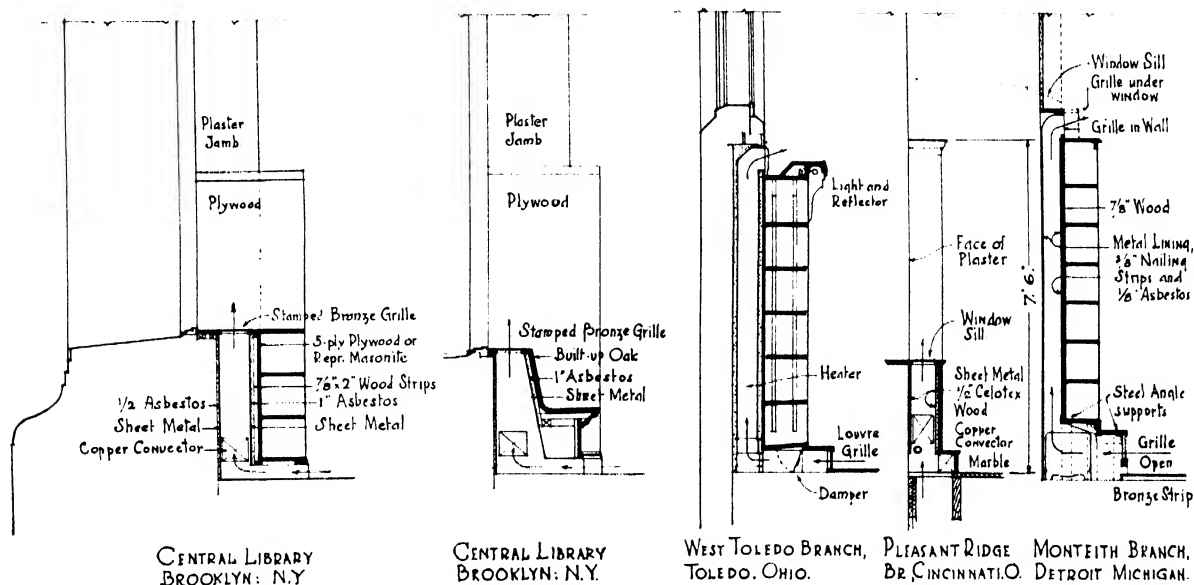 Plaster
Jamb
Plywood
Stamped Bronze Grille
5-ply Plywood or
Repr. Masonite
7/8" x 2" Wood Strips
1" Asbestos
Sheet Metal
1/2 Asbestos
Sheet Metal
Copper Convector
CENTRAL LIBRARY
BROOKLYN: N.Y
Plaster
Jamb
Plywood
Stamped Bronze Grille
Built-up Oak
1" Asbestos
Sheet Metal
CENTRAL LIBRARY
BROOKLYN: N.Y.
Light and
Reflector
Heater
Louvre
Grille
Damper
WEST TOLEDO BRANCH,
TOLEDO. OHIO.
Face of
Plaster
Window
Sill
Sheet Metal
1/2" Celotex
Wood
Copper
Convector
Marble
PLEASANT RIDGE
BR, CINCINNATI.O.
7'6"
Window Sill
Grille under
window
Grille in Wall
7/8" Wood
Metal Lining,
3/8" Nailing
Strips and
1/8" Asbestos
Steel Angle
supports
Grille
Open
Bronze Strip
MONTEITH BRANCH,
DETROIT MICHIGAN.